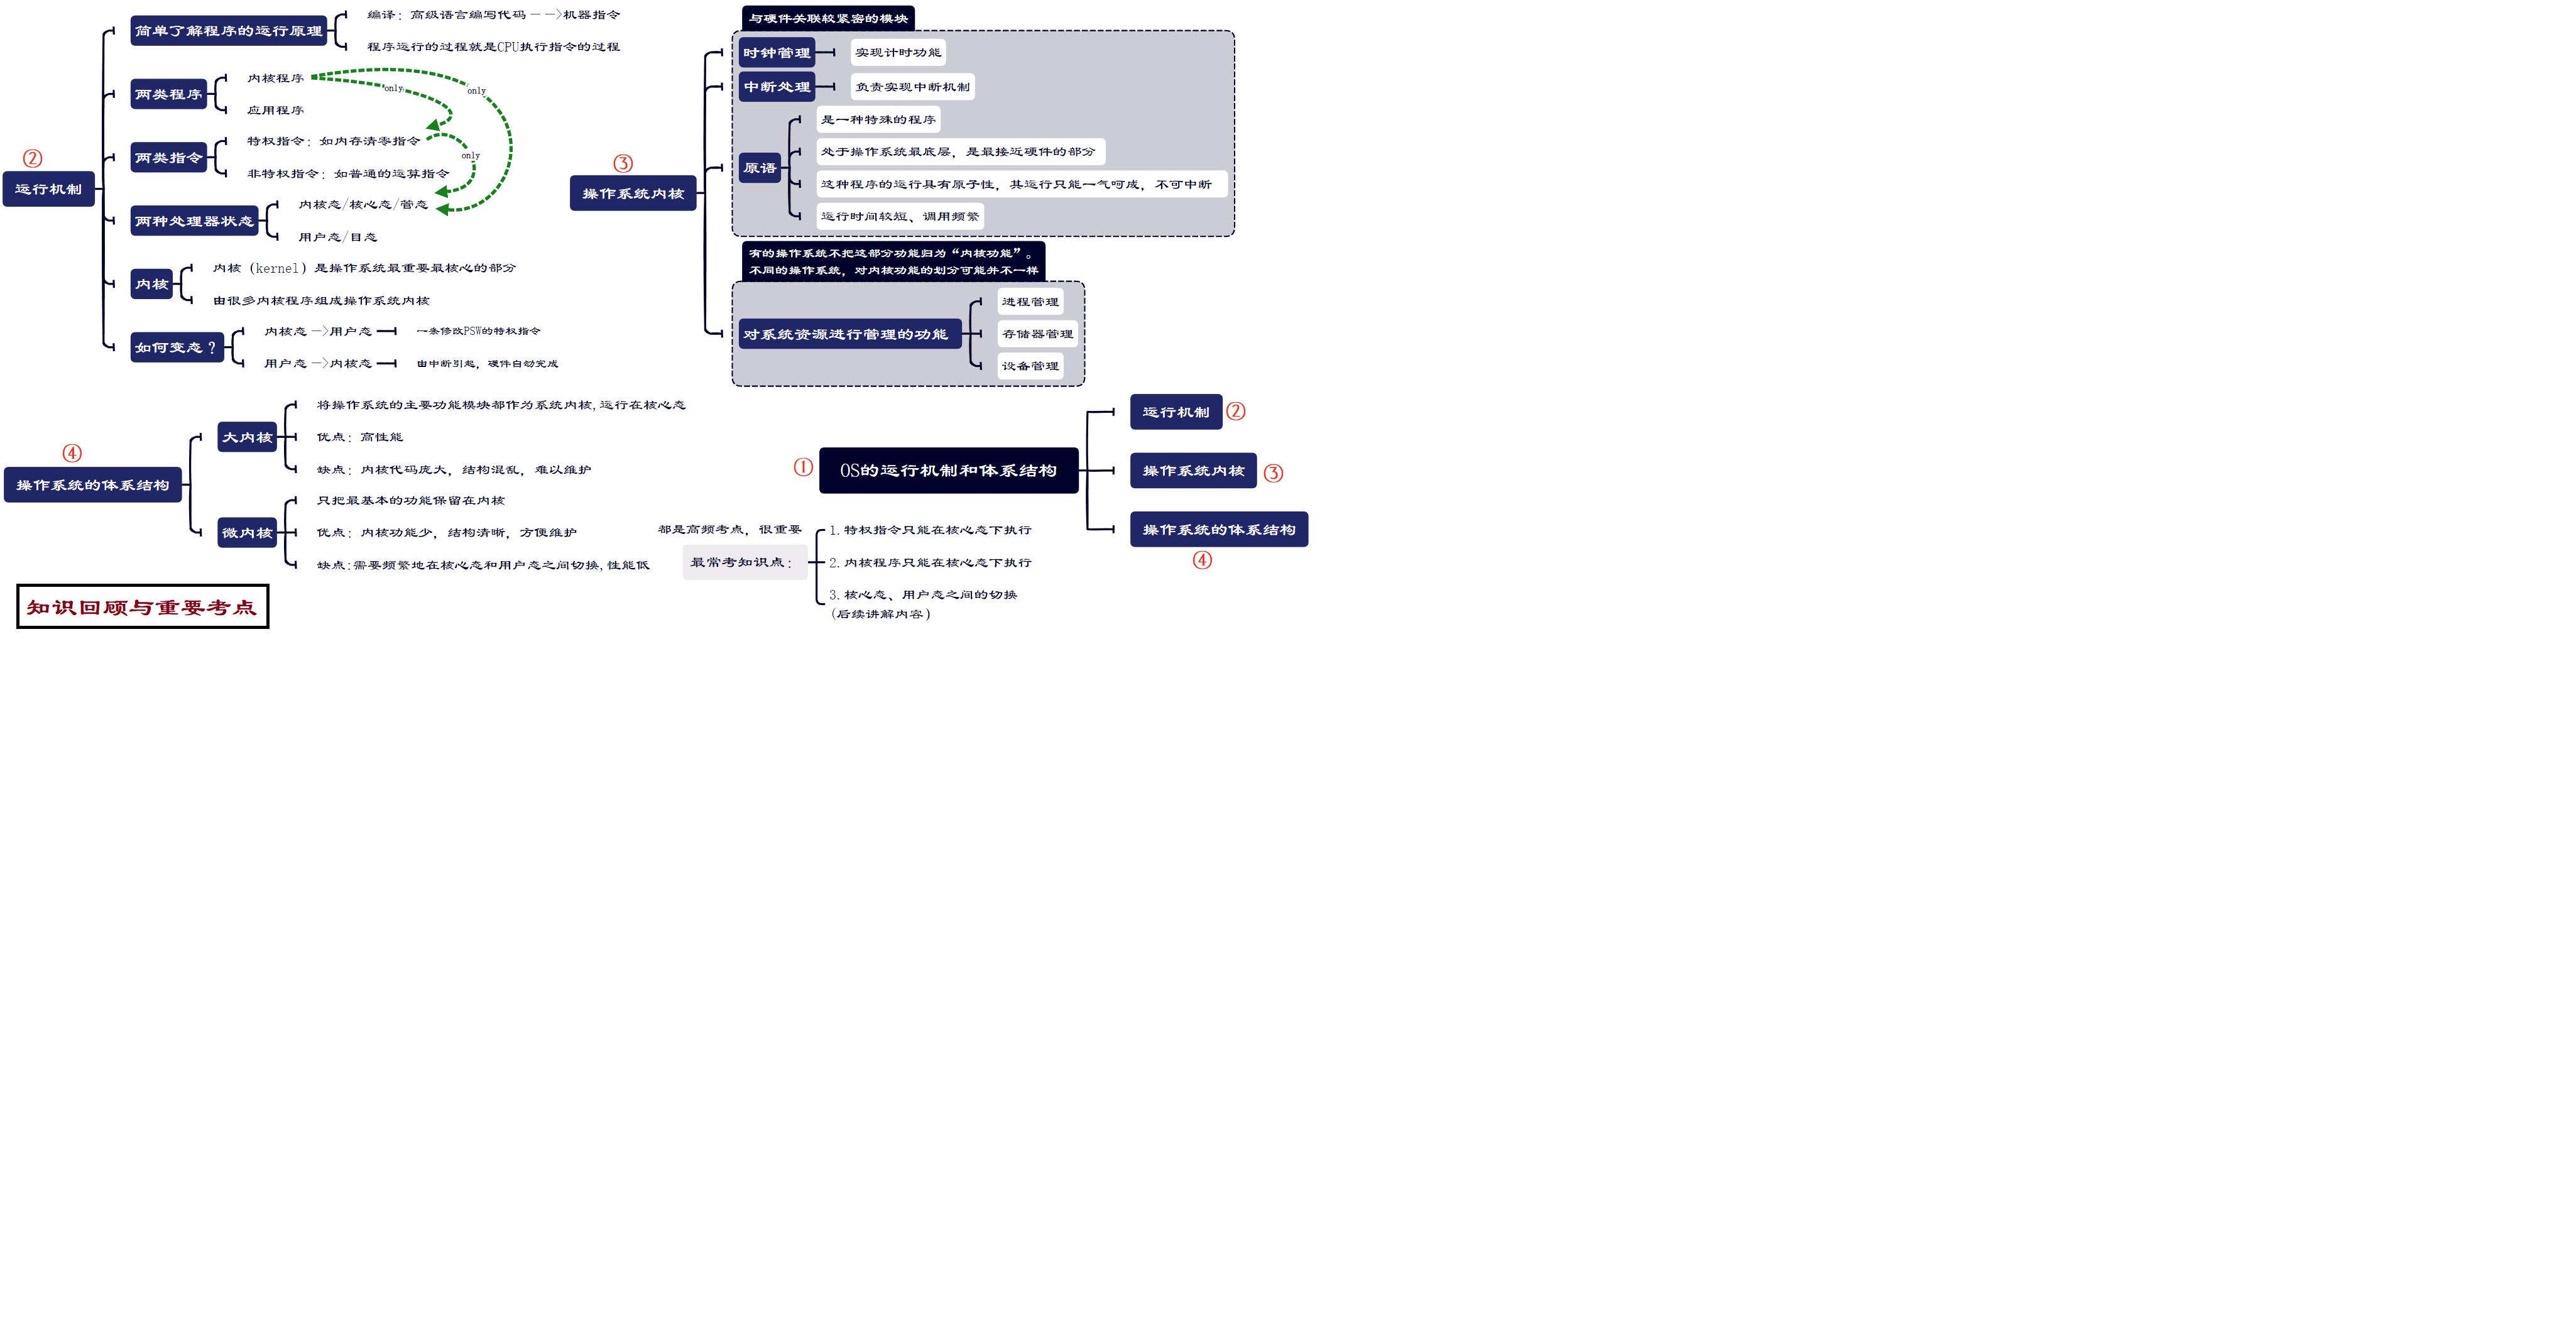 ②
运行机制
简单了解程序的运行原理
编译：高级语言编写代码－－>机器指令
程序运行的过程就是CPU执行指令的过程
两类程序
内核程序
应用程序
only
only
两类指令
特权指令：如内存清零指令
非特权指令：如普通的运算指令
only
两种处理器状态
内核态/核心态/管态
用户态/目态
内核
内核（kernel）是操作系统最重要最核心的部分
由很多内核程序组成操作系统内核
如何变态？
内核态－>用户态
一条修改PSW的特权指令
用户态－>内核态
由中断引起，硬件自动完成
③
操作系统内核
与硬件关联较紧密的模块
时钟管理
实现计时功能
中断处理
负责实现中断机制
原语
是一种特殊的程序
处于操作系统最底层，是最接近硬件的部分
这种程序的运行具有原子性，其运行只能一气呵成，不可中断
运行时间较短、调用频繁
有的操作系统不把这部分功能归为“内核功能”。
不同的操作系统，对内核功能的划分可能并不一样
对系统资源进行管理的功能
进程管理
存储器管理
设备管理
④
操作系统的体系结构
大内核
将操作系统的主要功能模块都作为系统内核,运行在核心态
优点：高性能
缺点：内核代码庞大，结构混乱，难以维护
微内核
只把最基本的功能保留在内核
优点：内核功能少，结构清晰，方便维护
缺点:需要频繁地在核心态和用户态之间切换,性能低
①
OS的运行机制和体系结构
运行机制
②
操作系统内核
③
操作系统的体系结构
④
都是高频考点，很重要
最常考知识点：
1.特权指令只能在核心态下执行
2.内核程序只能在核心态下执行
3.核心态、用户态之间的切换
(后续讲解内容)
知识回顾与重要考点